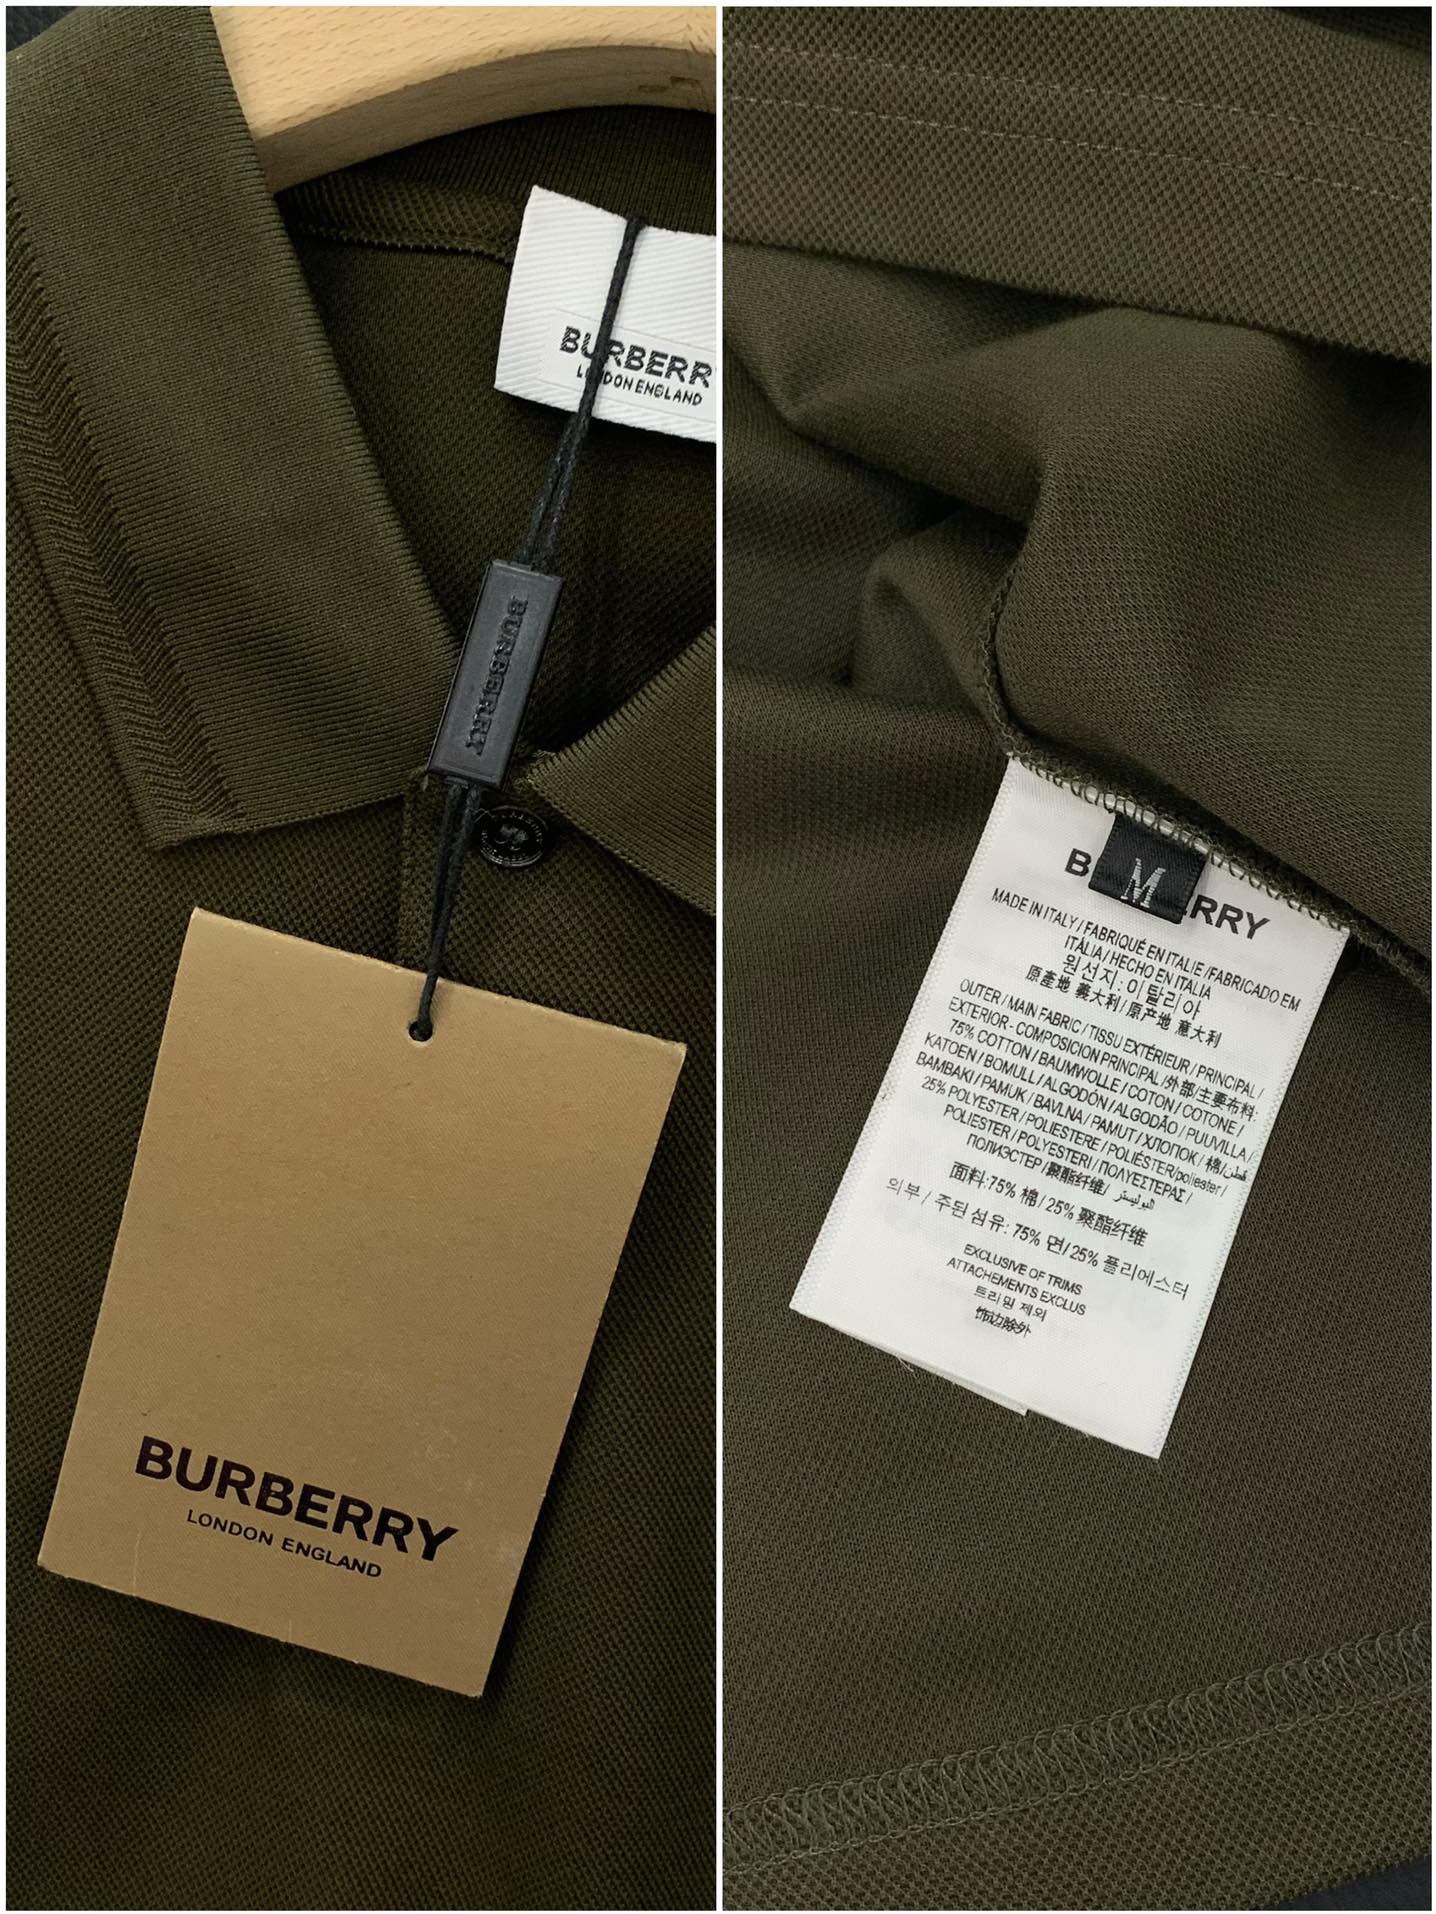 BURBERRY
LONDON ENGLAND
BURBERRY
BURBERRY
LONDON ENGLAND
M
MADE IN ITALY / FABRIQUÉ EN ITALIE / FABRICADO EM
ITÁLIA / HECHO EN ITALIA
원선지 : 이탈리아
原產地 義大利 / 原产地 意大利
OUTER / MAIN FABRIC / TISSU EXTÉRIEUR / PRINCIPAL /
EXTERIOR - COMPOSICION PRINCIPAL /外部/主要布料:
75% COTTON / BAUMWOLLE / COTON / COTONE /
KATOEN / BOMULL / ALGODÓN / ALGODÃO / PUUVILLA /
BAMBAKI / PAMUK / BAVLNA / PAMUT / ХЛОПОК / 棉/ قطن/
25% POLYESTER / POLIESTERE / POLIÉSTER/poliester /
POLIESTER / POLYESTERI / ΠΟΛΥΕΣΤΕΡΑΣ /
ПОЛИЭСТЕР /聚酯纤维/
面料:75% 棉 / 25% 聚酯纤维
외부 / 주된 섬유: 75% 면/ 25% 폴리에스터
EXCLUSIVE OF TRIMS
ATTACHEMENTS EXCLUS
트리밍 제외
饰边除外